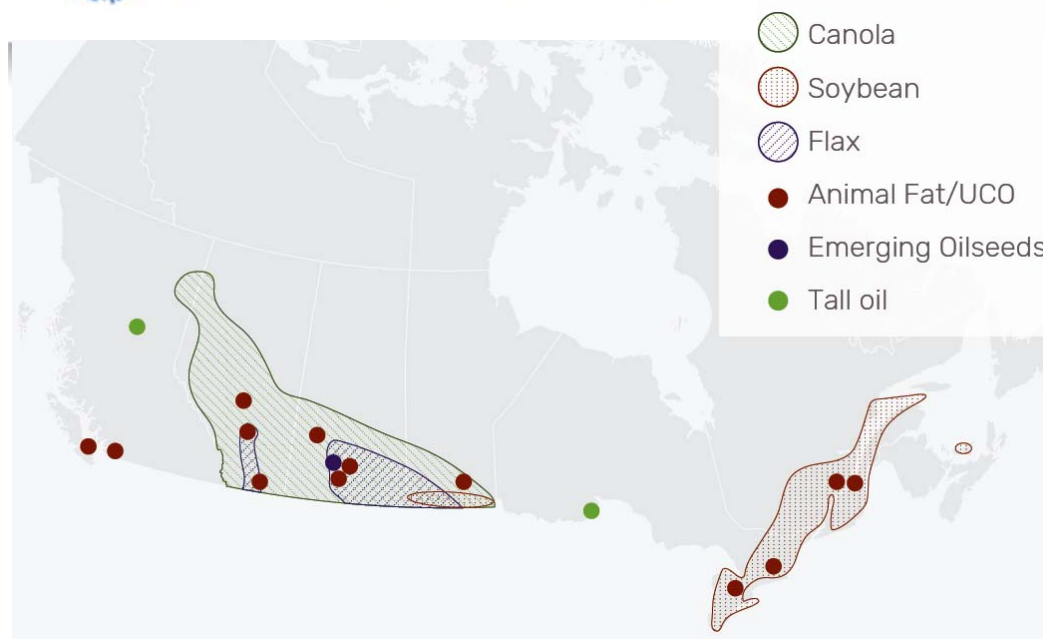 Canola
Soybean
Flax
Animal Fat/UCO
Emerging Oilseeds
Tall oil